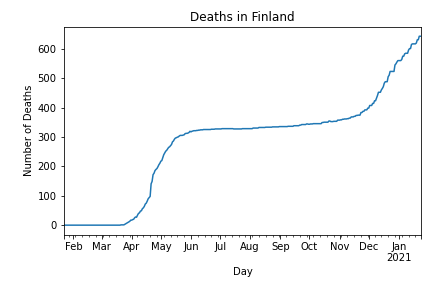 Deaths in Finland
Number of Deaths
600
500
400
300
200
100
0
Feb Mar Apr May Jun Jul Aug Sep Oct Nov Dec Jan
2021
Day